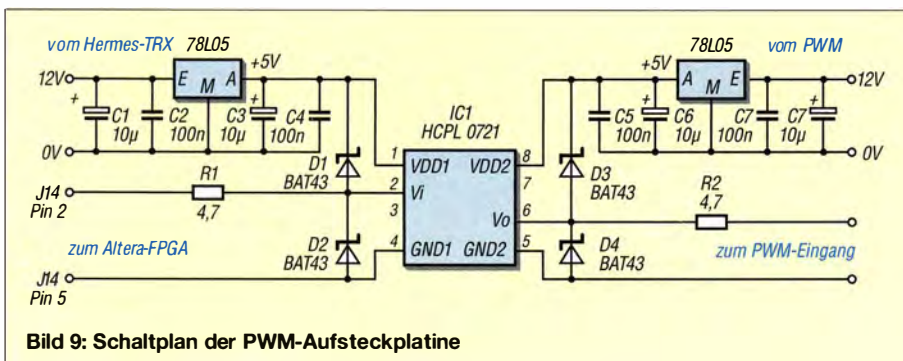 vom Hermes-TRX
78L05
78L05
vom PWM
12V
E
M
A
+5V
+5V
A
M
E
12V
+
C1
10µ
C2
100n
+
C3
10µ
C4
100n
IC1
HCPL 0721
C5
100n
+
C6
10µ
C7
100n
C7
10µ
+
0V
0V
D1
BAT43
1
VDD1
VDD2
8
D3
BAT43
J14
Pin 2
R1
4,7
2
Vi
7
3
Vo
6
R2
4,7
zum Altera-FPGA
D2
BAT43
4
GND1
GND2
5
D4
BAT43
zum PWM-Eingang
J14
Pin 5
Bild 9: Schaltplan der PWM-Aufsteckplatine